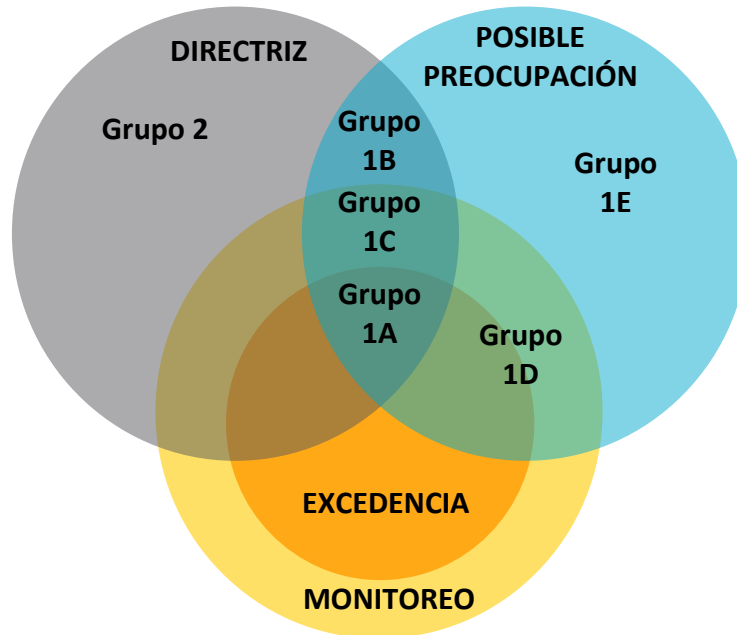 DIRECTRIZ
POSIBLE
PREOCUPACIÓN
Grupo 2
Grupo
1B
Grupo
1E
Grupo
1C
Grupo
1A
Grupo
1D
EXCEDENCIA
MONITOREO